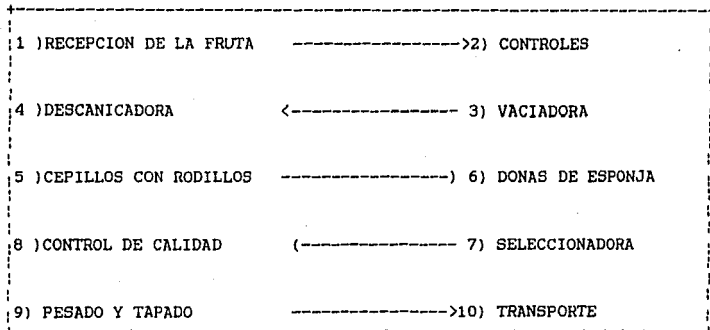 1 )RECEPCION DE LA FRUTA ----------------->2) CONTROLES
4 )DESCANICADORA <----------------- 3) VACIADORA
5 )CEPILLOS CON RODILLOS -----------------) 6) DONAS DE ESPONJA
8 )CONTROL DE CALIDAD (---------------- 7) SELECCIONADORA
9) PESADO Y TAPADO ---------------->10) TRANSPORTE